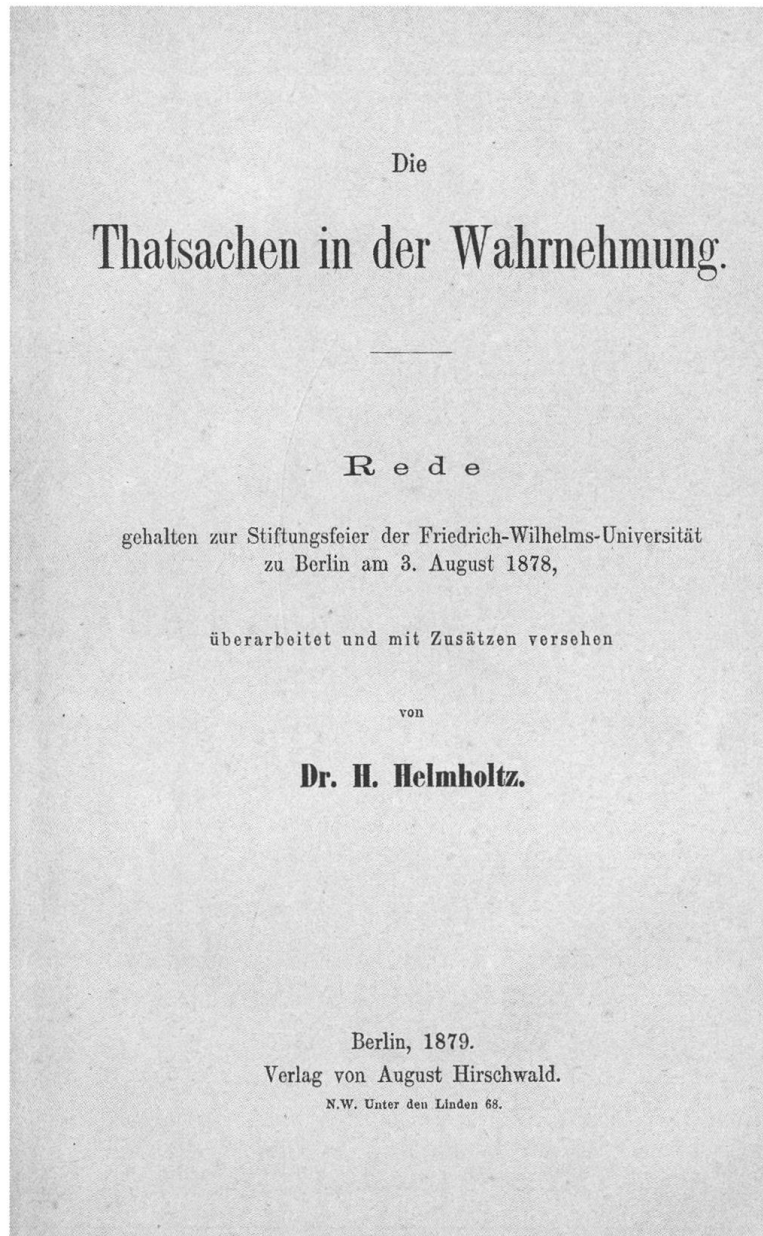 Die
Thatsachen in der Wahrnehmung.
Rede
gehalten zur Stiftungsfeier der Friedrich-Wilhelms-Universität
zu Berlin am 3. August 1878,
überarbeitet und mit Zusätzen versehen
von
Dr. H. Helmholtz.
Berlin, 1879.
Verlag von August Hirschwald.
N.W. Unter den Linden 68.